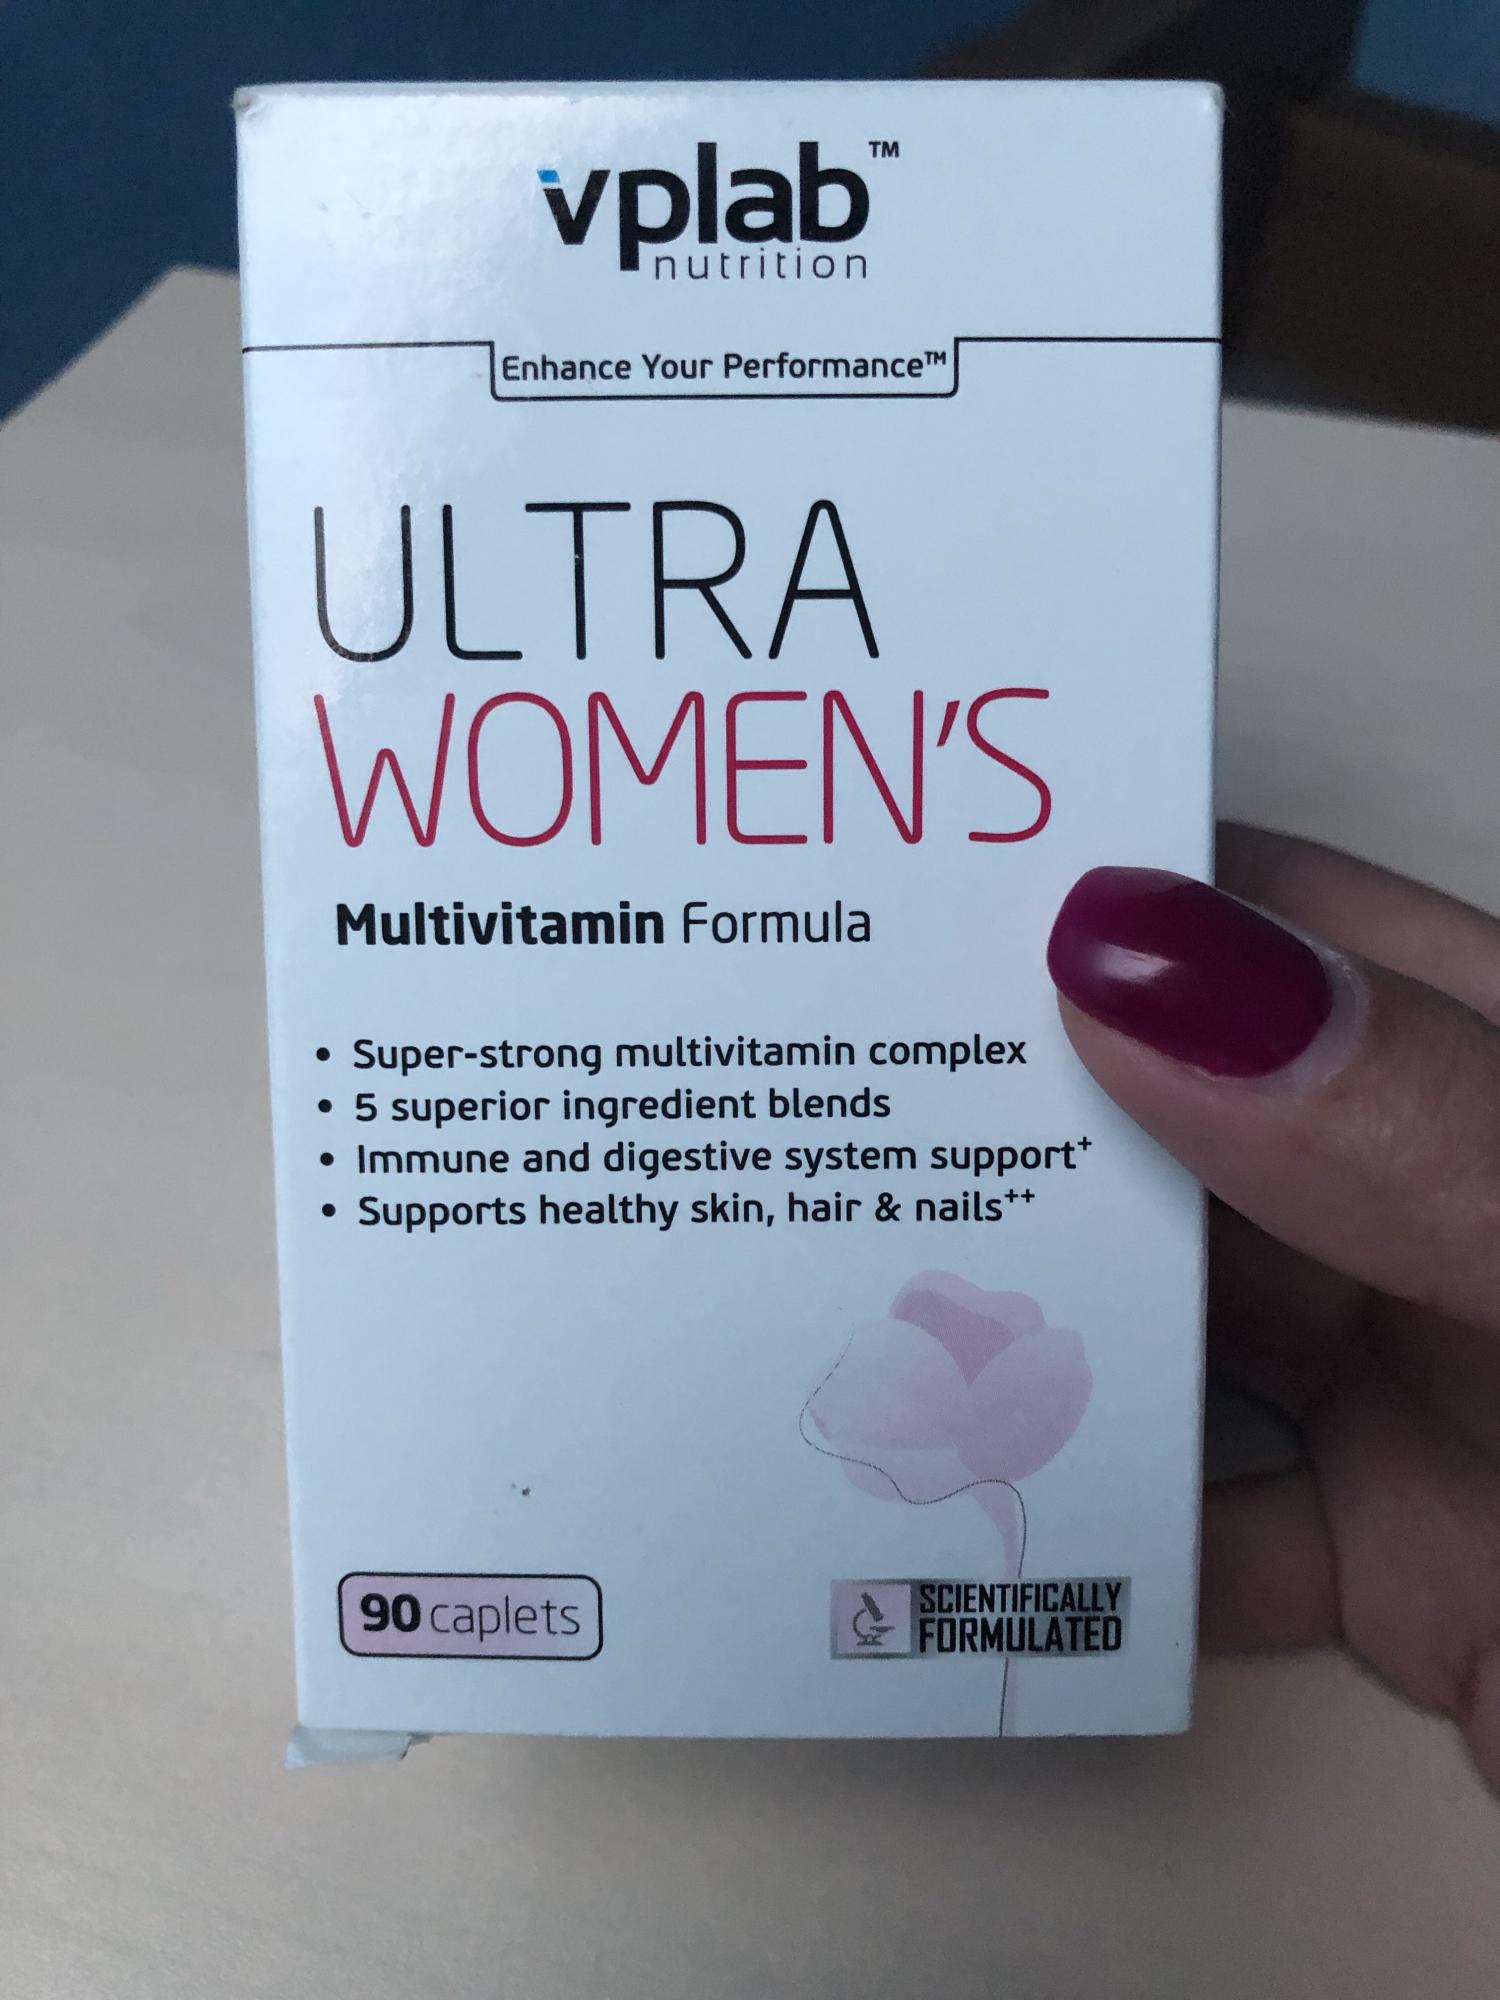 vplab™
nutrition
Enhance Your Performance™
ULTRA
WOMEN'S
Multivitamin Formula
• Super-strong multivitamin complex
• 5 superior ingredient blends
• Immune and digestive system support⁺
• Supports healthy skin, hair & nails⁺⁺
90 caplets
SCIENTIFICALLY
FORMULATED